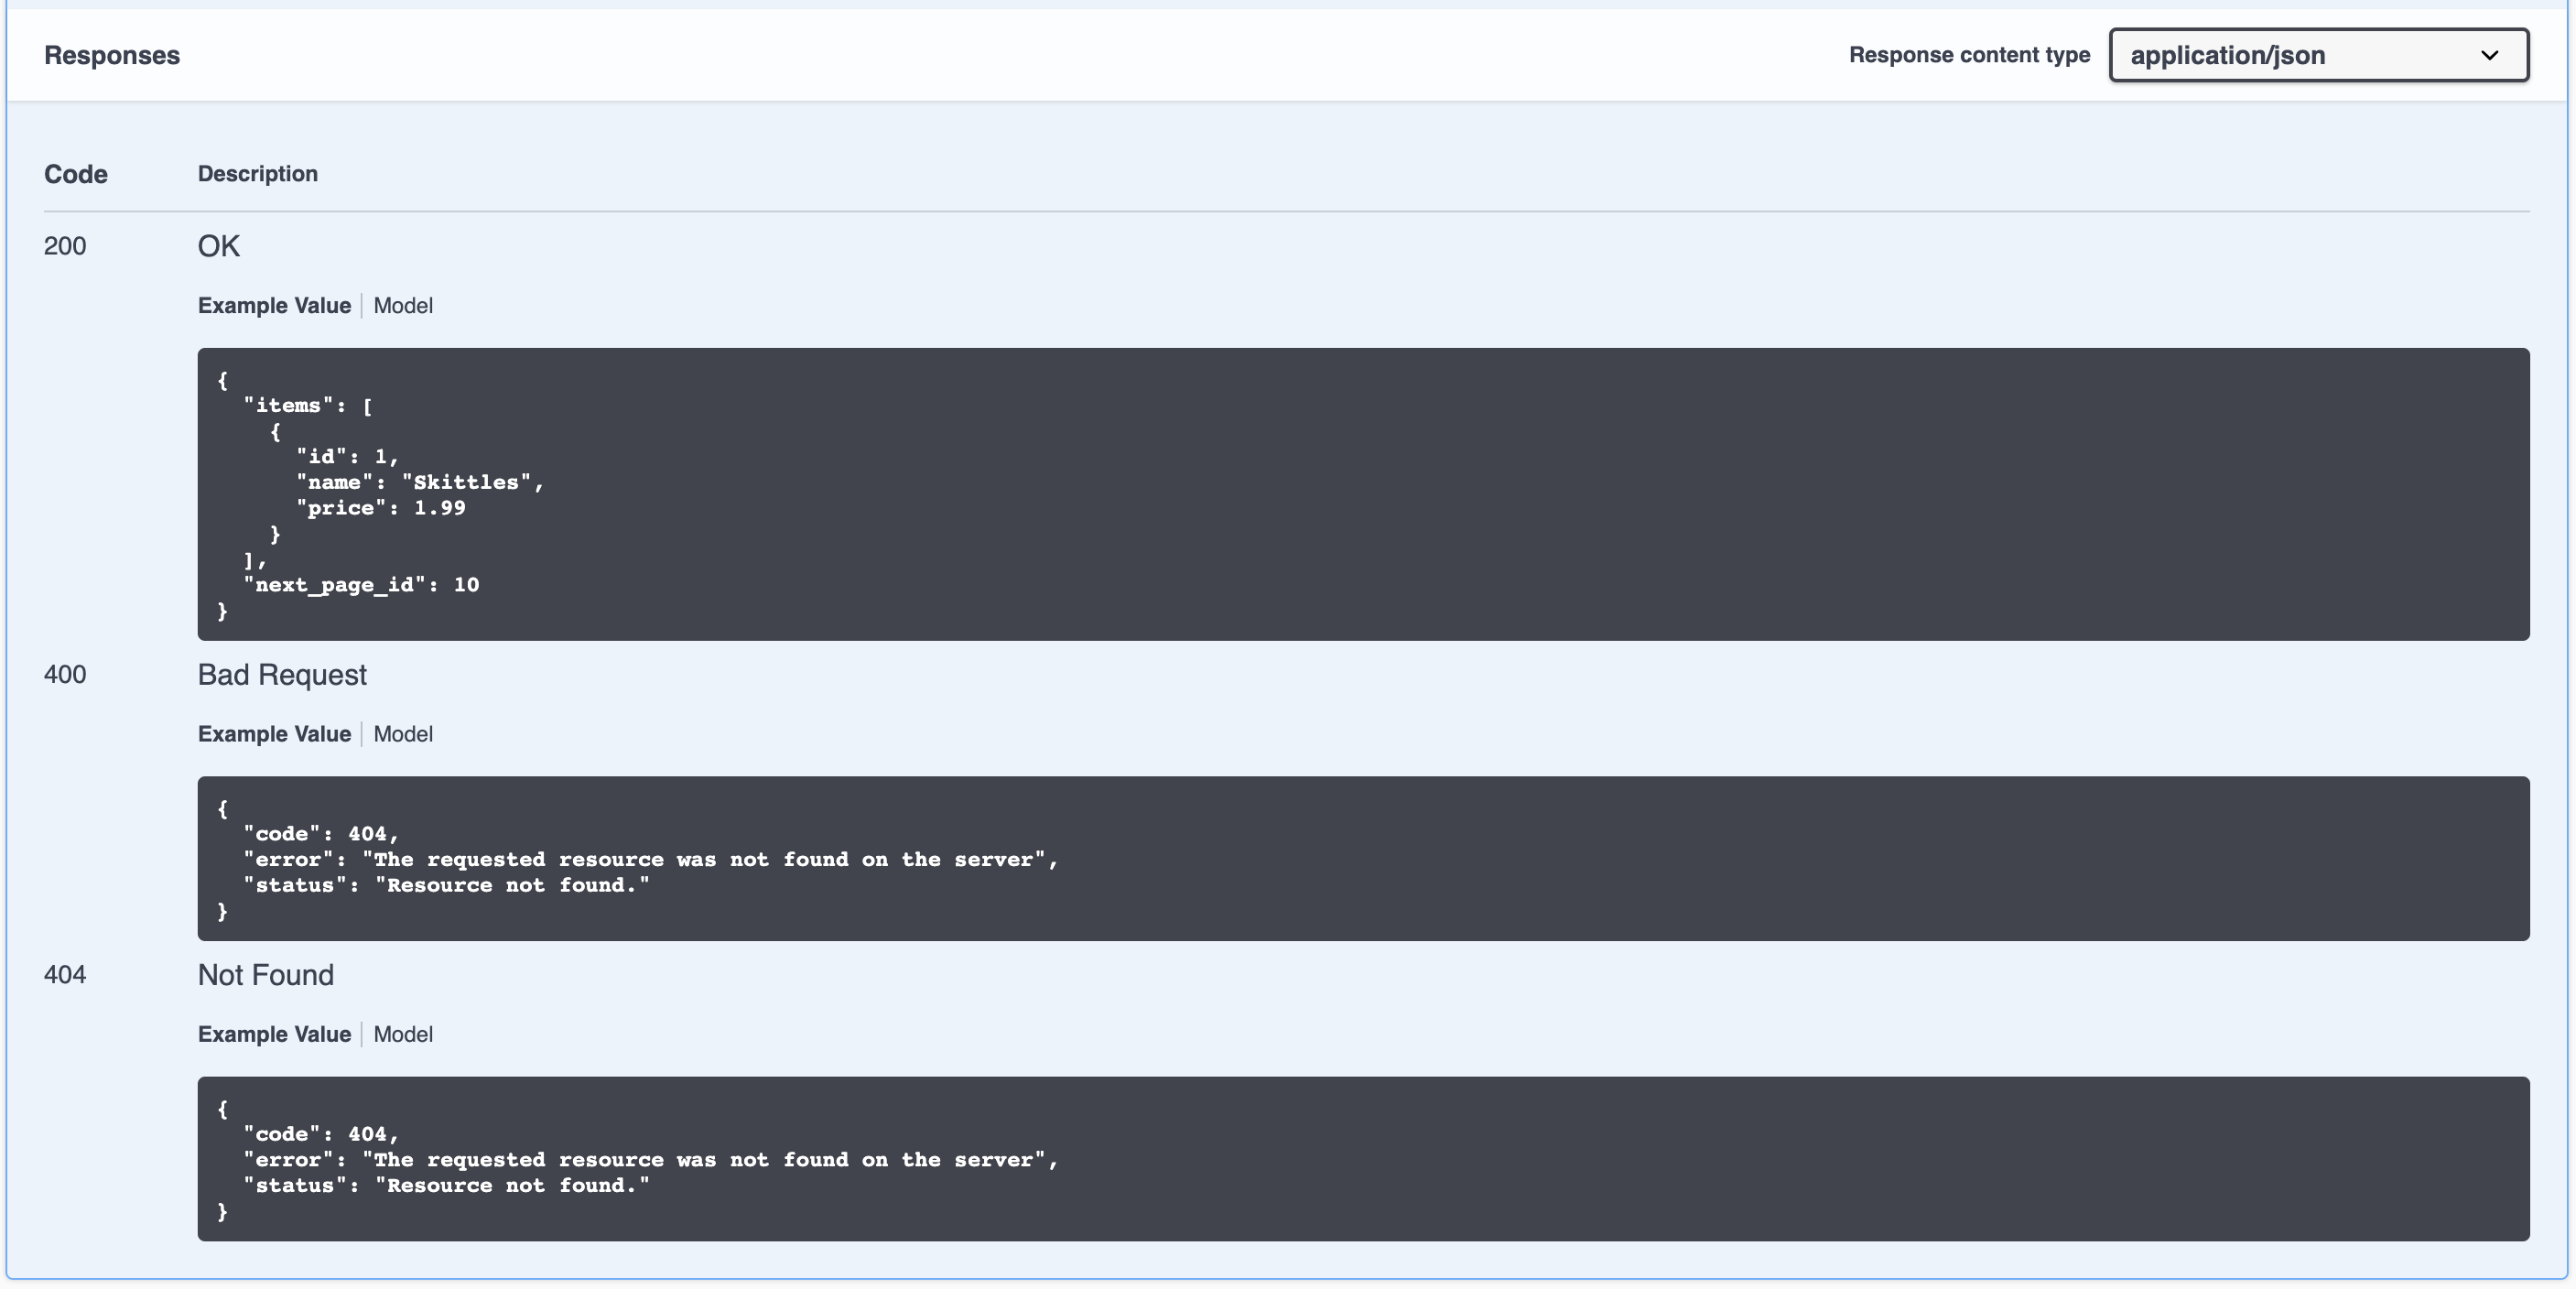 Responses
Response content type application/json
Code Description
200 OK
Example Value Model
{
  "items": [
    {
      "id": 1,
      "name": "Skittles",
      "price": 1.99
    }
  ],
  "next_page_id": 10
}
400 Bad Request
Example Value Model
{
  "code": 404,
  "error": "The requested resource was not found on the server",
  "status": "Resource not found."
}
404 Not Found
Example Value Model
{
  "code": 404,
  "error": "The requested resource was not found on the server",
  "status": "Resource not found."
}